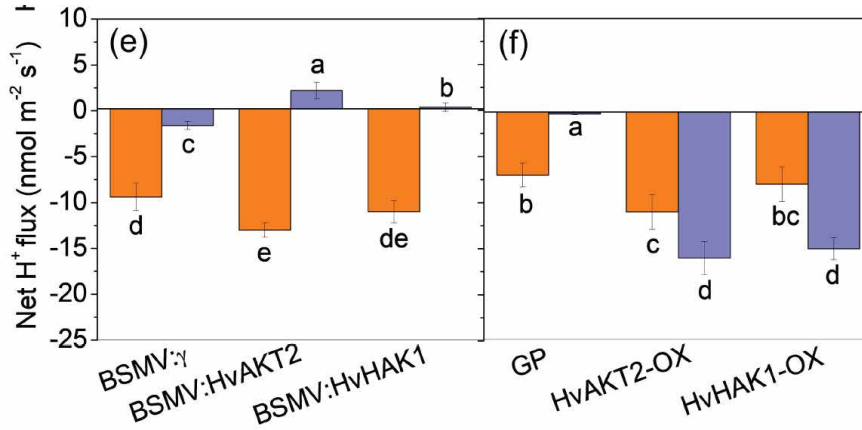 10
5
0
-5
-10
-15
-20
-25
Net H⁺ flux (nmol m⁻² s⁻¹)
(e)
a
b
c
d
e
de
BSMV:γ
BSMV:HvAKT2
BSMV:HvHAK1
(f)
a
b
c
bc
d
d
GP
HvAKT2-OX
HvHAK1-OX